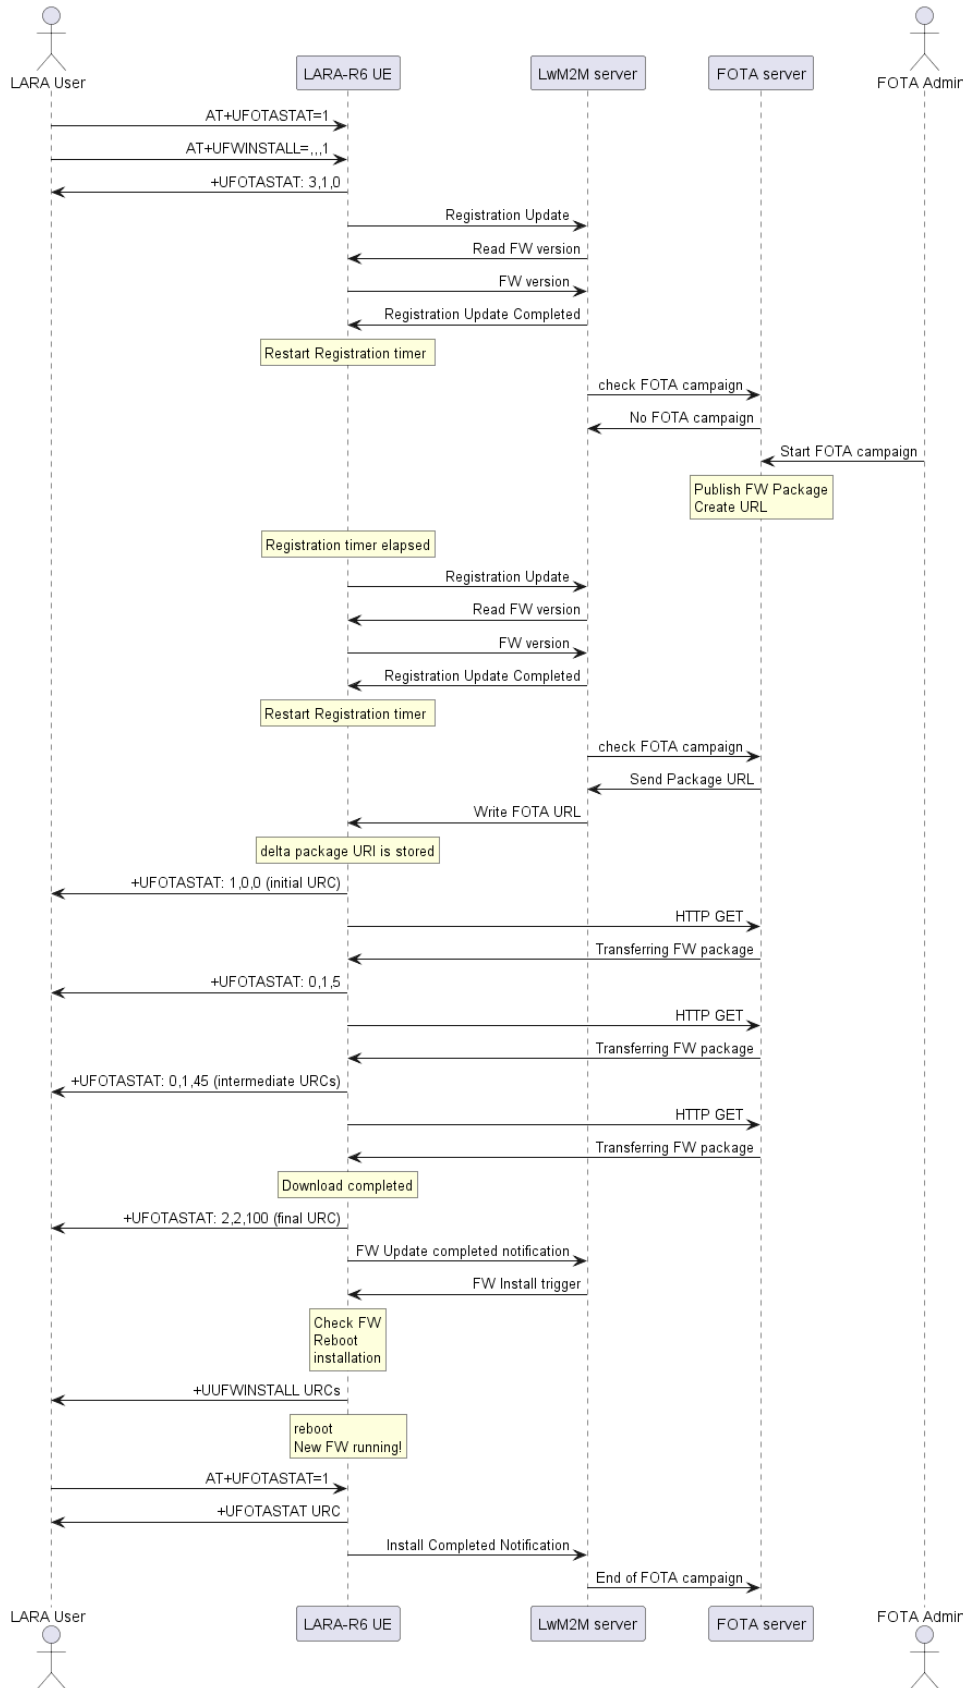 LARA User
LARA-R6 UE
LwM2M server
FOTA server
FOTA Admin
AT+UFOTASTAT=1
AT+UFWINSTALL=,,,1
+UFOTASTAT: 3,1,0
Registration Update
Read FW version
FW version
Registration Update Completed
Restart Registration timer
check FOTA campaign
No FOTA campaign
Start FOTA campaign
Publish FW Package
Create URL
Registration timer elapsed
Registration Update
Read FW version
FW version
Registration Update Completed
Restart Registration timer
check FOTA campaign
Send Package URL
Write FOTA URL
delta package URI is stored
+UFOTASTAT: 1,0,0 (initial URC)
HTTP GET
Transferring FW package
+UFOTASTAT: 0,1,5
HTTP GET
Transferring FW package
+UFOTASTAT: 0,1,45 (intermediate URCs)
HTTP GET
Transferring FW package
Download completed
+UFOTASTAT: 2,2,100 (final URC)
FW Update completed notification
FW Install trigger
Check FW
Reboot
installation
+UUFWINSTALL URCs
reboot
New FW running!
AT+UFOTASTAT=1
+UFOTASTAT URC
Install Completed Notification
End of FOTA campaign
LARA User
LARA-R6 UE
LwM2M server
FOTA server
FOTA Admin